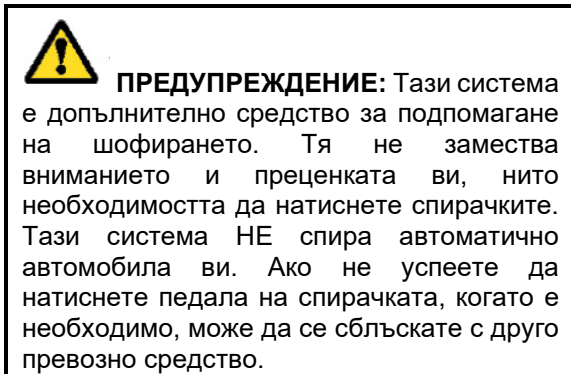 ПРЕДУПРЕЖДЕНИЕ: Тази система
е допълнително средство за подпомагане
на шофирането. Тя не замества
вниманието и преценката ви, нито
необходимостта да натиснете спирачките.
Тази система НЕ спира автоматично
автомобила ви. Ако не успеете да
натиснете педала на спирачката, когато е
необходимо, може да се сблъскате с друго
превозно средство.